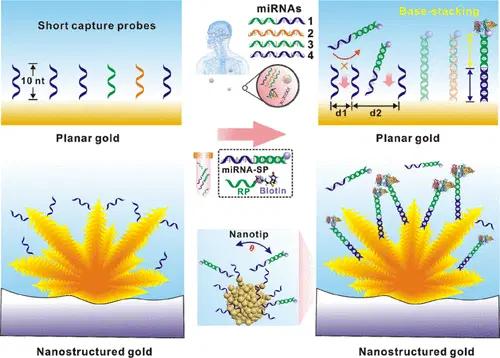 Short capture probes
10 nt
Planar gold
miRNAs
1
2
3
4
Base-stacking
d1
d2
Planar gold
miRNA-SP
RP
Biotin
Nanotip
θ
Nanostructured gold
Nanostructured gold